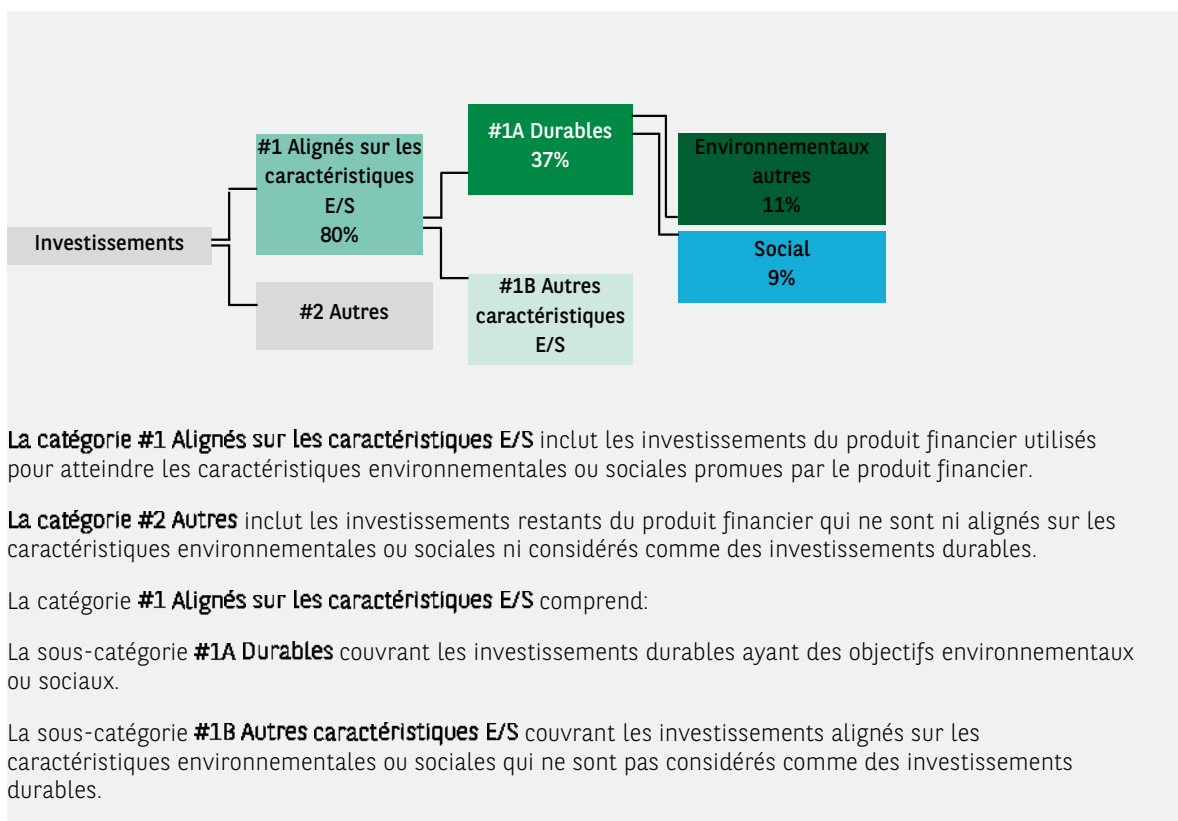 #1A Durables
37%
#1 Alignés sur les
caractéristiques
E/S
80%
Environnementaux
autres
11%
Investissements
Social
9%
#2 Autres
#1B Autres
caractéristiques
E/S
La catégorie #1 Alignés sur les caractéristiques E/S inclut les investissements du produit financier utilisés
pour atteindre les caractéristiques environnementales ou sociales promues par le produit financier.
La catégorie #2 Autres inclut les investissements restants du produit financier qui ne sont ni alignés sur les
caractéristiques environnementales ou sociales ni considérés comme des investissements durables.
La catégorie #1 Alignés sur les caractéristiques E/S comprend:
La sous-catégorie #1A Durables couvrant les investissements durables ayant des objectifs environnementaux
ou sociaux.
La sous-catégorie #1B Autres caractéristiques E/S couvrant les investissements alignés sur les
caractéristiques environnementales ou sociales qui ne sont pas considérés comme des investissements
durables.